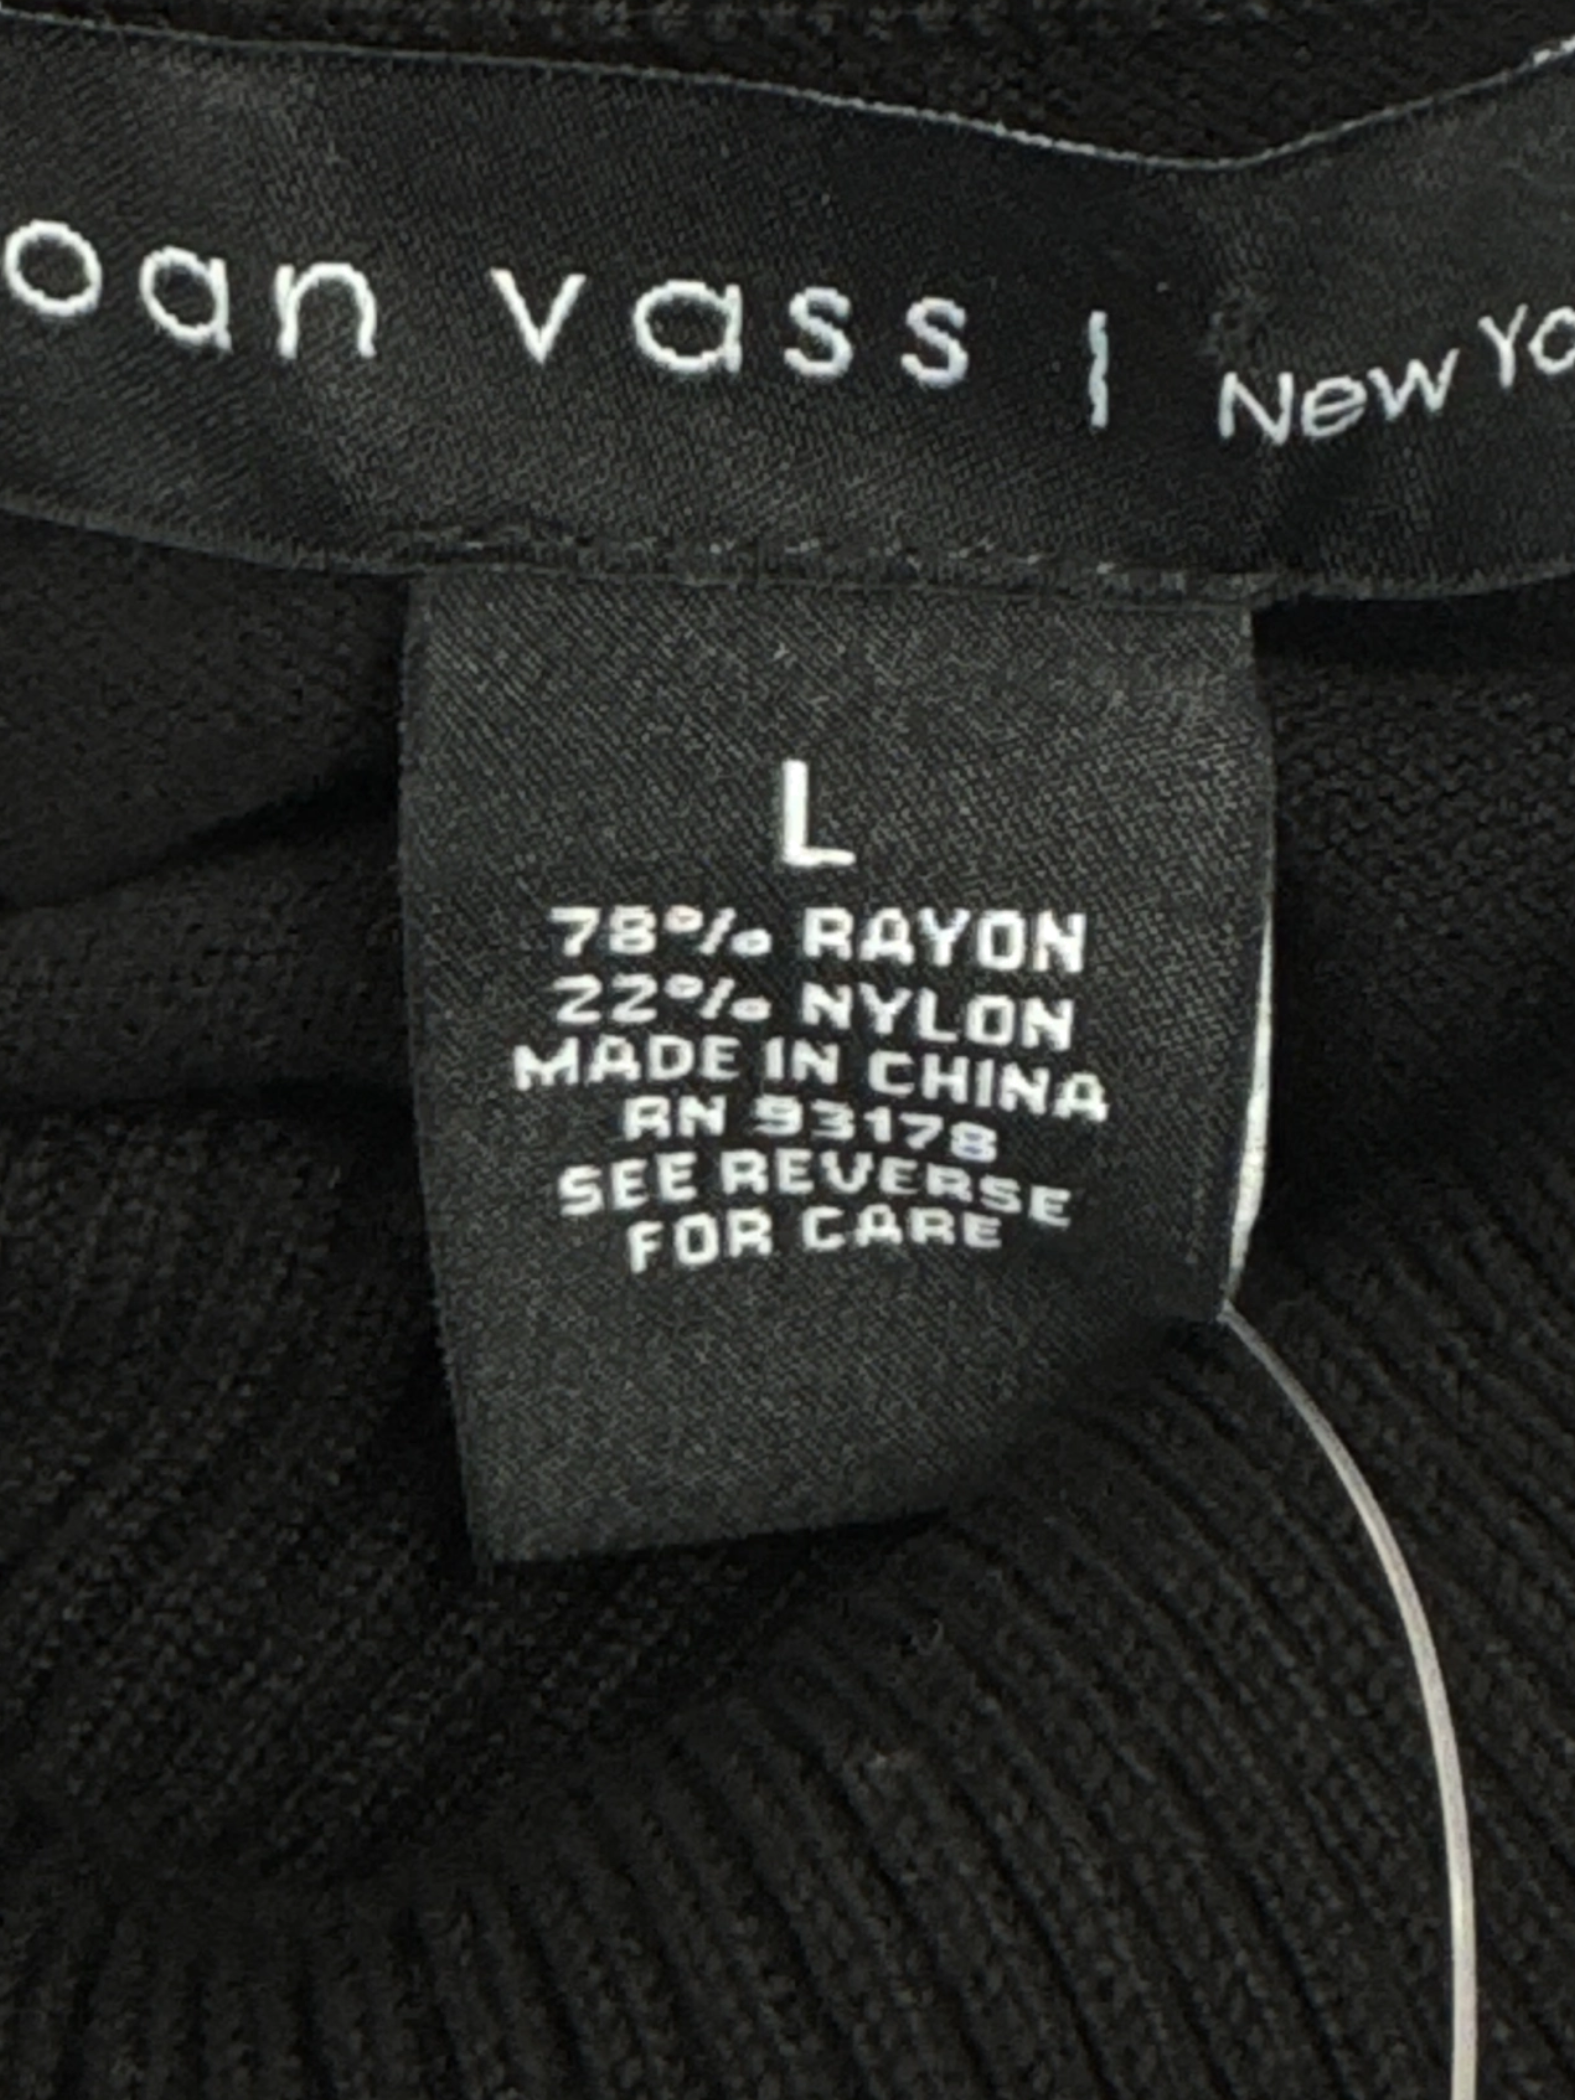 oan vass | New Yo
L
78% RAYON
22% NYLON
MADE IN CHINA
RN 93178
SEE REVERSE
FOR CARE